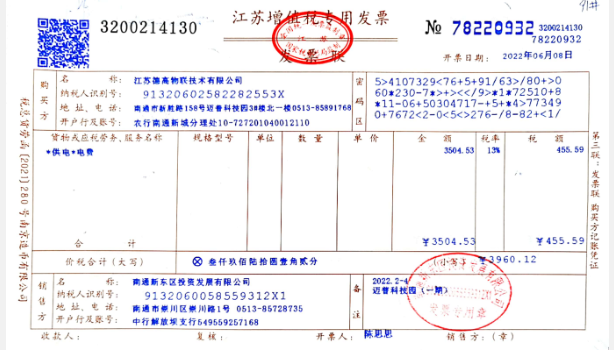 3200214130
江苏增值税专用发票
发票联
№ 78220932
3200214130
78220932
开票日期： 2022年06月08日
购买方
名 称： 江苏德高物联技术有限公司
纳税人识别号： 91320602582282553X
地 址、电 话： 南通市新胜路158号迈普科技园3#楼北一楼0513-85891768
开户行及账号： 农行南通新城分理处10-727201040012110
密码区
5>4107329<76+5+91/63>/80+>0
60*230-7*>+><</9>*1*72510+8
*11-06+50304717-+5+*4>77349
0+7672<2-0<5<>276-/8-82+<1/
货物或应税劳务、服务名称 规格型号 单位 数量 单价 金额 税率 税额
*供电*电费 3504.53 13% 455.59
合 计 ￥3504.53 ￥455.59
价税合计（大写） ⊗ 叁仟玖佰陆拾圆壹角贰分 （小写） ￥3960.12
销售方
名 称： 南通新东区投资发展有限公司
纳税人识别号： 9132060058559312X1
地 址、电 话： 南通市崇川区崇川路1号 0513-85728735
开户行及账号： 中行解放坝支行549559257168
备注
2022.2-4
迈普科技园（一期）
发票专用章
收款人： 复核： 开票人： 陈思思 销售方：（章）
税总货劳函[2021]280号南京造币有限公司
第三联：发票联 购买方记账凭证